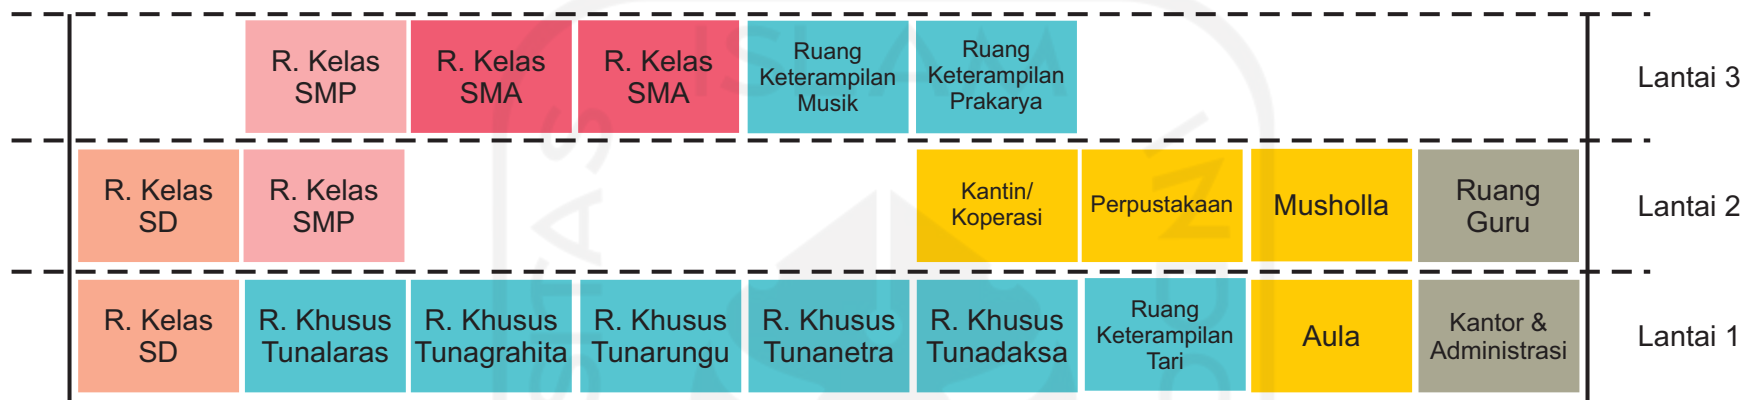 R. Kelas
SMP
R. Kelas
SMA
R. Kelas
SMA
Ruang
Keterampilan
Musik
Ruang
Keterampilan
Prakarya
Lantai 3
R. Kelas
SD
R. Kelas
SMP
Kantin/
Koperasi
Perpustakaan
Musholla
Ruang
Guru
Lantai 2
R. Kelas
SD
R. Khusus
Tunalaras
R. Khusus
Tunagrahita
R. Khusus
Tunarungu
R. Khusus
Tunanetra
R. Khusus
Tunadaksa
Ruang
Keterampilan
Tari
Aula
Kantor &
Administrasi
Lantai 1
ISLAM